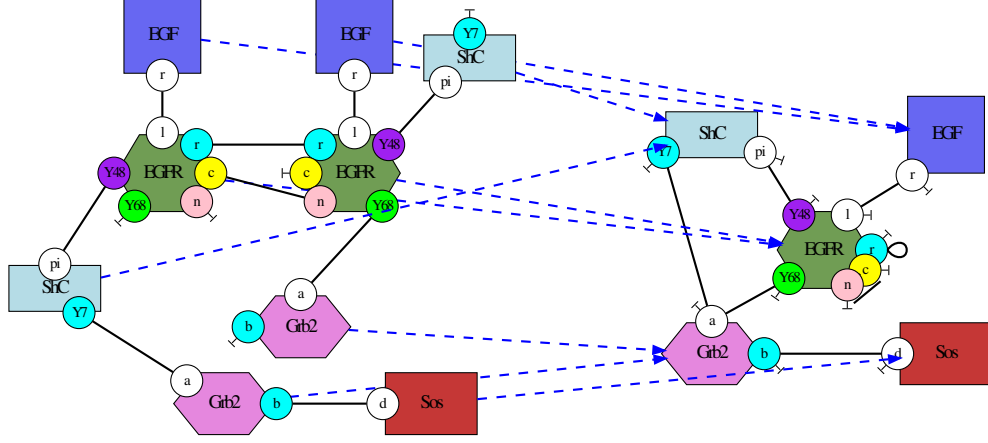 EGF
EGF
Y7
ShC
pi
r
r
l
r
Y48
EGFR
c
Y68
n
l
r
Y48
EGFR
c
n
Y68
pi
ShC
Y7
a
Grb2
b
a
Grb2
b
d
Sos
ShC
Y7
pi
EGF
r
Y48
l
EGFR
r
c
n
Y68
a
Grb2
b
d
Sos